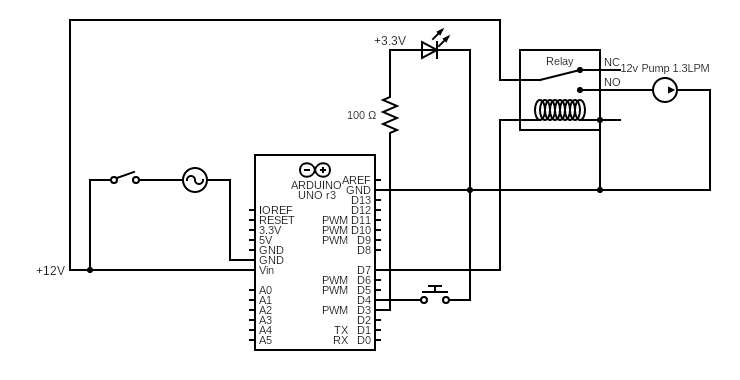 +3.3V
Relay
NC
12v Pump 1.3LPM
NO
100 Ω
ARDUINO
UNO r3
AREF
GND
D13
IOREF
D12
RESET
PWM D11
3.3V
PWM D10
5V
PWM D9
GND
D8
GND
+12V
Vin
D7
PWM D6
A0
PWM D5
A1
D4
A2
PWM D3
A3
D2
A4
TX D1
A5
RX D0